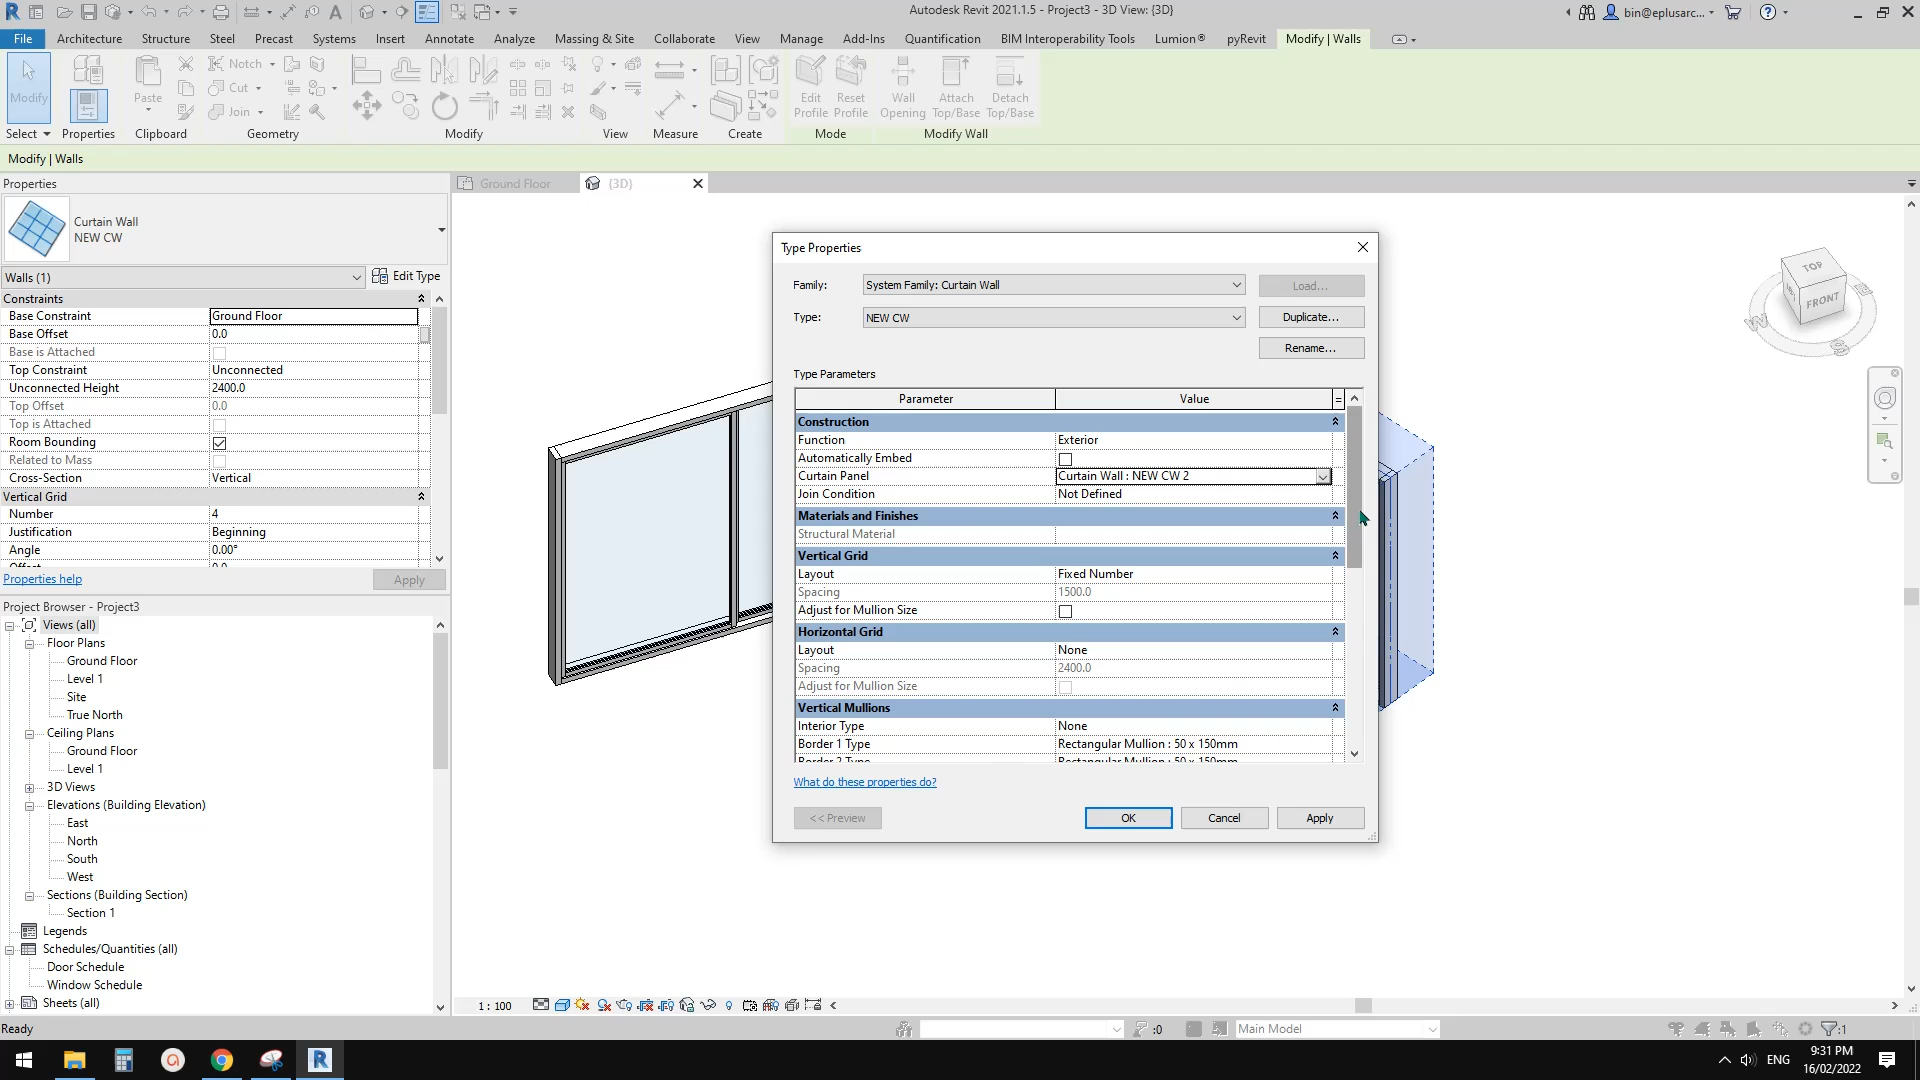 Autodesk Revit 2021.1.5 - Project3 - 3D View: {3D}
bin@eplusarc...
File Architecture Structure Steel Precast Systems Insert Annotate Analyze Massing & Site Collaborate View Manage Add-Ins Quantification BIM Interoperability Tools Lumion® pyRevit Modify | Walls
Modify
Paste
Notch
Cut
Join
Edit Profile
Reset Profile
Wall Opening
Attach Top/Base
Detach Top/Base
Select Properties Clipboard Geometry Modify View Measure Create Mode Modify Wall
Modify | Walls
Properties
Ground Floor
{3D}
Curtain Wall
NEW CW
Walls (1)
Edit Type
Constraints
Base Constraint Ground Floor
Base Offset 0.0
Base is Attached
Top Constraint Unconnected
Unconnected Height 2400.0
Top Offset 0.0
Top is Attached
Room Bounding
Related to Mass
Cross-Section Vertical
Vertical Grid
Number 4
Justification Beginning
Angle 0.00°
Offset 0.0
Properties help
Apply
Project Browser - Project3
Views (all)
Floor Plans
Ground Floor
Level 1
Site
True North
Ceiling Plans
Ground Floor
Level 1
3D Views
Elevations (Building Elevation)
East
North
South
West
Sections (Building Section)
Section 1
Legends
Schedules/Quantities (all)
Door Schedule
Window Schedule
Sheets (all)
Type Properties
Family: System Family: Curtain Wall Load...
Type: NEW CW Duplicate...
Rename...
Type Parameters
Parameter Value =
Construction
Function Exterior
Automatically Embed
Curtain Panel Curtain Wall : NEW CW 2
Join Condition Not Defined
Materials and Finishes
Structural Material
Vertical Grid
Layout Fixed Number
Spacing 1500.0
Adjust for Mullion Size
Horizontal Grid
Layout None
Spacing 2400.0
Adjust for Mullion Size
Vertical Mullions
Interior Type None
Border 1 Type Rectangular Mullion : 50 x 150mm
Border 2 Type Rectangular Mullion : 50 x 150mm
What do these properties do?
<< Preview OK Cancel Apply
TOP
FRONT
W
S
1 : 100
Ready
:0
Main Model
:1
ENG
9:31 PM
16/02/2022